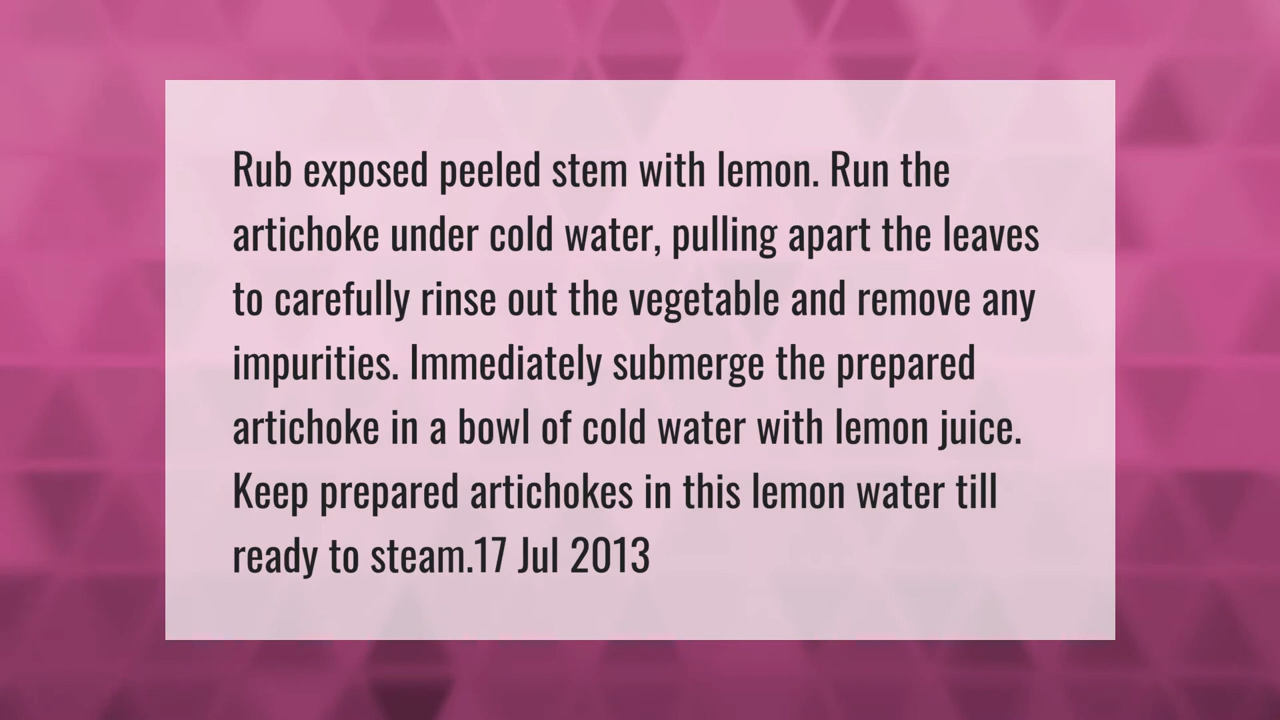 Rub exposed peeled stem with lemon. Run the
artichoke under cold water, pulling apart the leaves
to carefully rinse out the vegetable and remove any
impurities. Immediately submerge the prepared
artichoke in a bowl of cold water with lemon juice.
Keep prepared artichokes in this lemon water till
ready to steam.17 Jul 2013